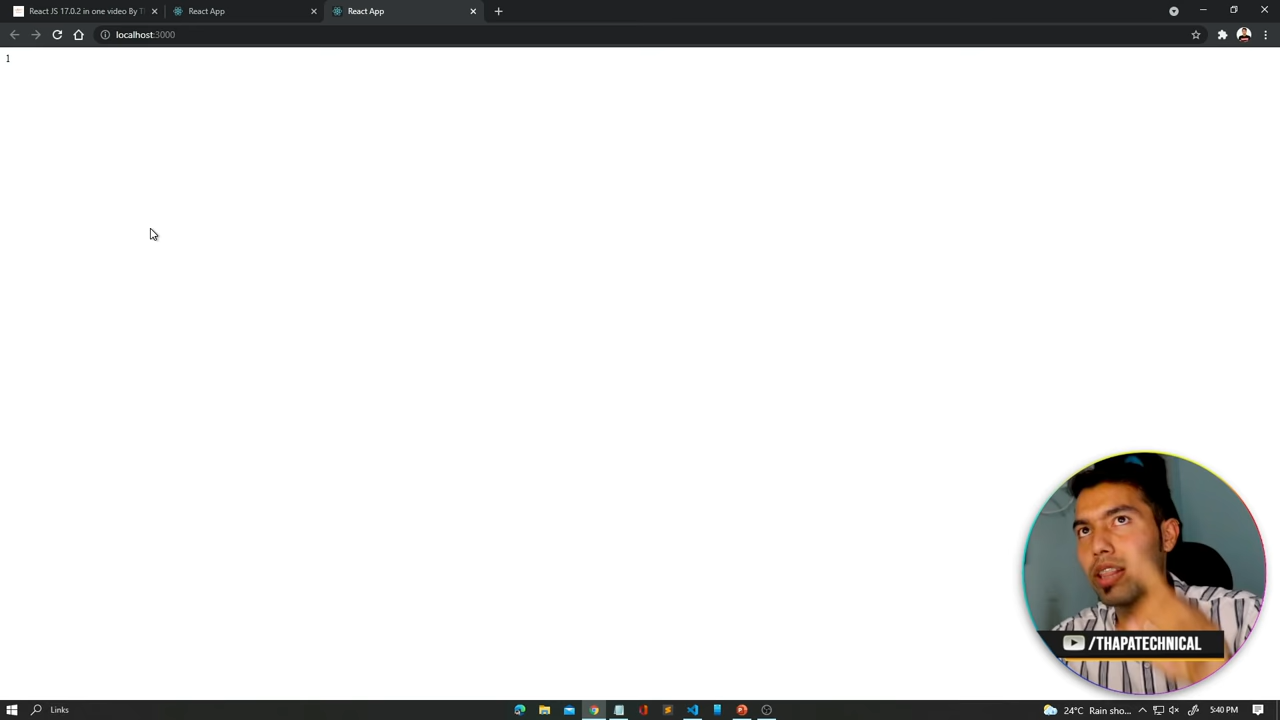 React JS 17.0.2 in one video By T
React App
React App
localhost:3000
1
/THAPATECHNICAL
Links
24°C Rain sho...
5:40 PM